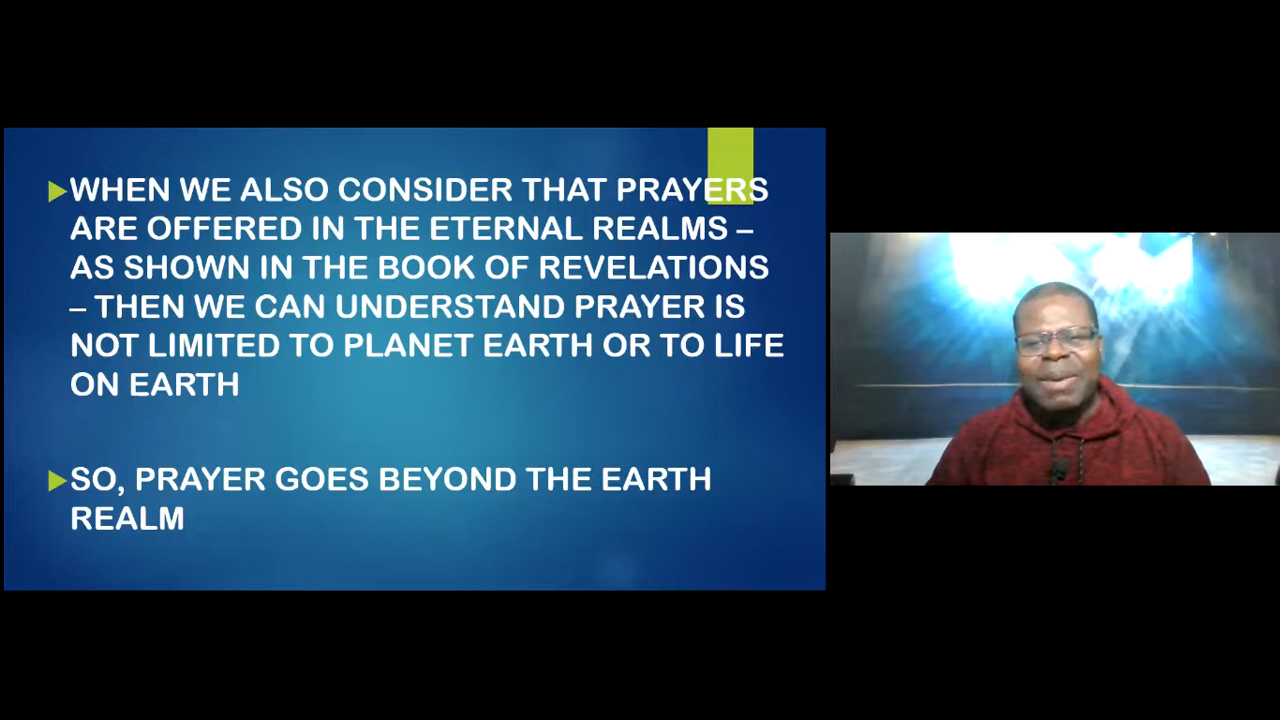 WHEN WE ALSO CONSIDER THAT PRAYERS
ARE OFFERED IN THE ETERNAL REALMS –
AS SHOWN IN THE BOOK OF REVELATIONS
– THEN WE CAN UNDERSTAND PRAYER IS
NOT LIMITED TO PLANET EARTH OR TO LIFE
ON EARTH
SO, PRAYER GOES BEYOND THE EARTH
REALM